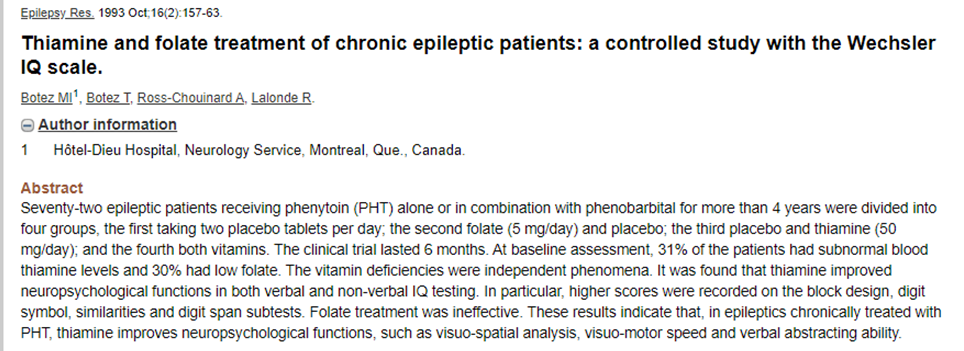 Epilepsy Res. 1993 Oct;16(2):157-63.
Thiamine and folate treatment of chronic epileptic patients: a controlled study with the Wechsler
IQ scale.
Botez MI1, Botez T, Ross-Chouinard A, Lalonde R.
Author information
1 Hôtel-Dieu Hospital, Neurology Service, Montreal, Que., Canada.
Abstract
Seventy-two epileptic patients receiving phenytoin (PHT) alone or in combination with phenobarbital for more than 4 years were divided into
four groups, the first taking two placebo tablets per day; the second folate (5 mg/day) and placebo; the third placebo and thiamine (50
mg/day); and the fourth both vitamins. The clinical trial lasted 6 months. At baseline assessment, 31% of the patients had subnormal blood
thiamine levels and 30% had low folate. The vitamin deficiencies were independent phenomena. It was found that thiamine improved
neuropsychological functions in both verbal and non-verbal IQ testing. In particular, higher scores were recorded on the block design, digit
symbol, similarities and digit span subtests. Folate treatment was ineffective. These results indicate that, in epileptics chronically treated with
PHT, thiamine improves neuropsychological functions, such as visuo-spatial analysis, visuo-motor speed and verbal abstracting ability.